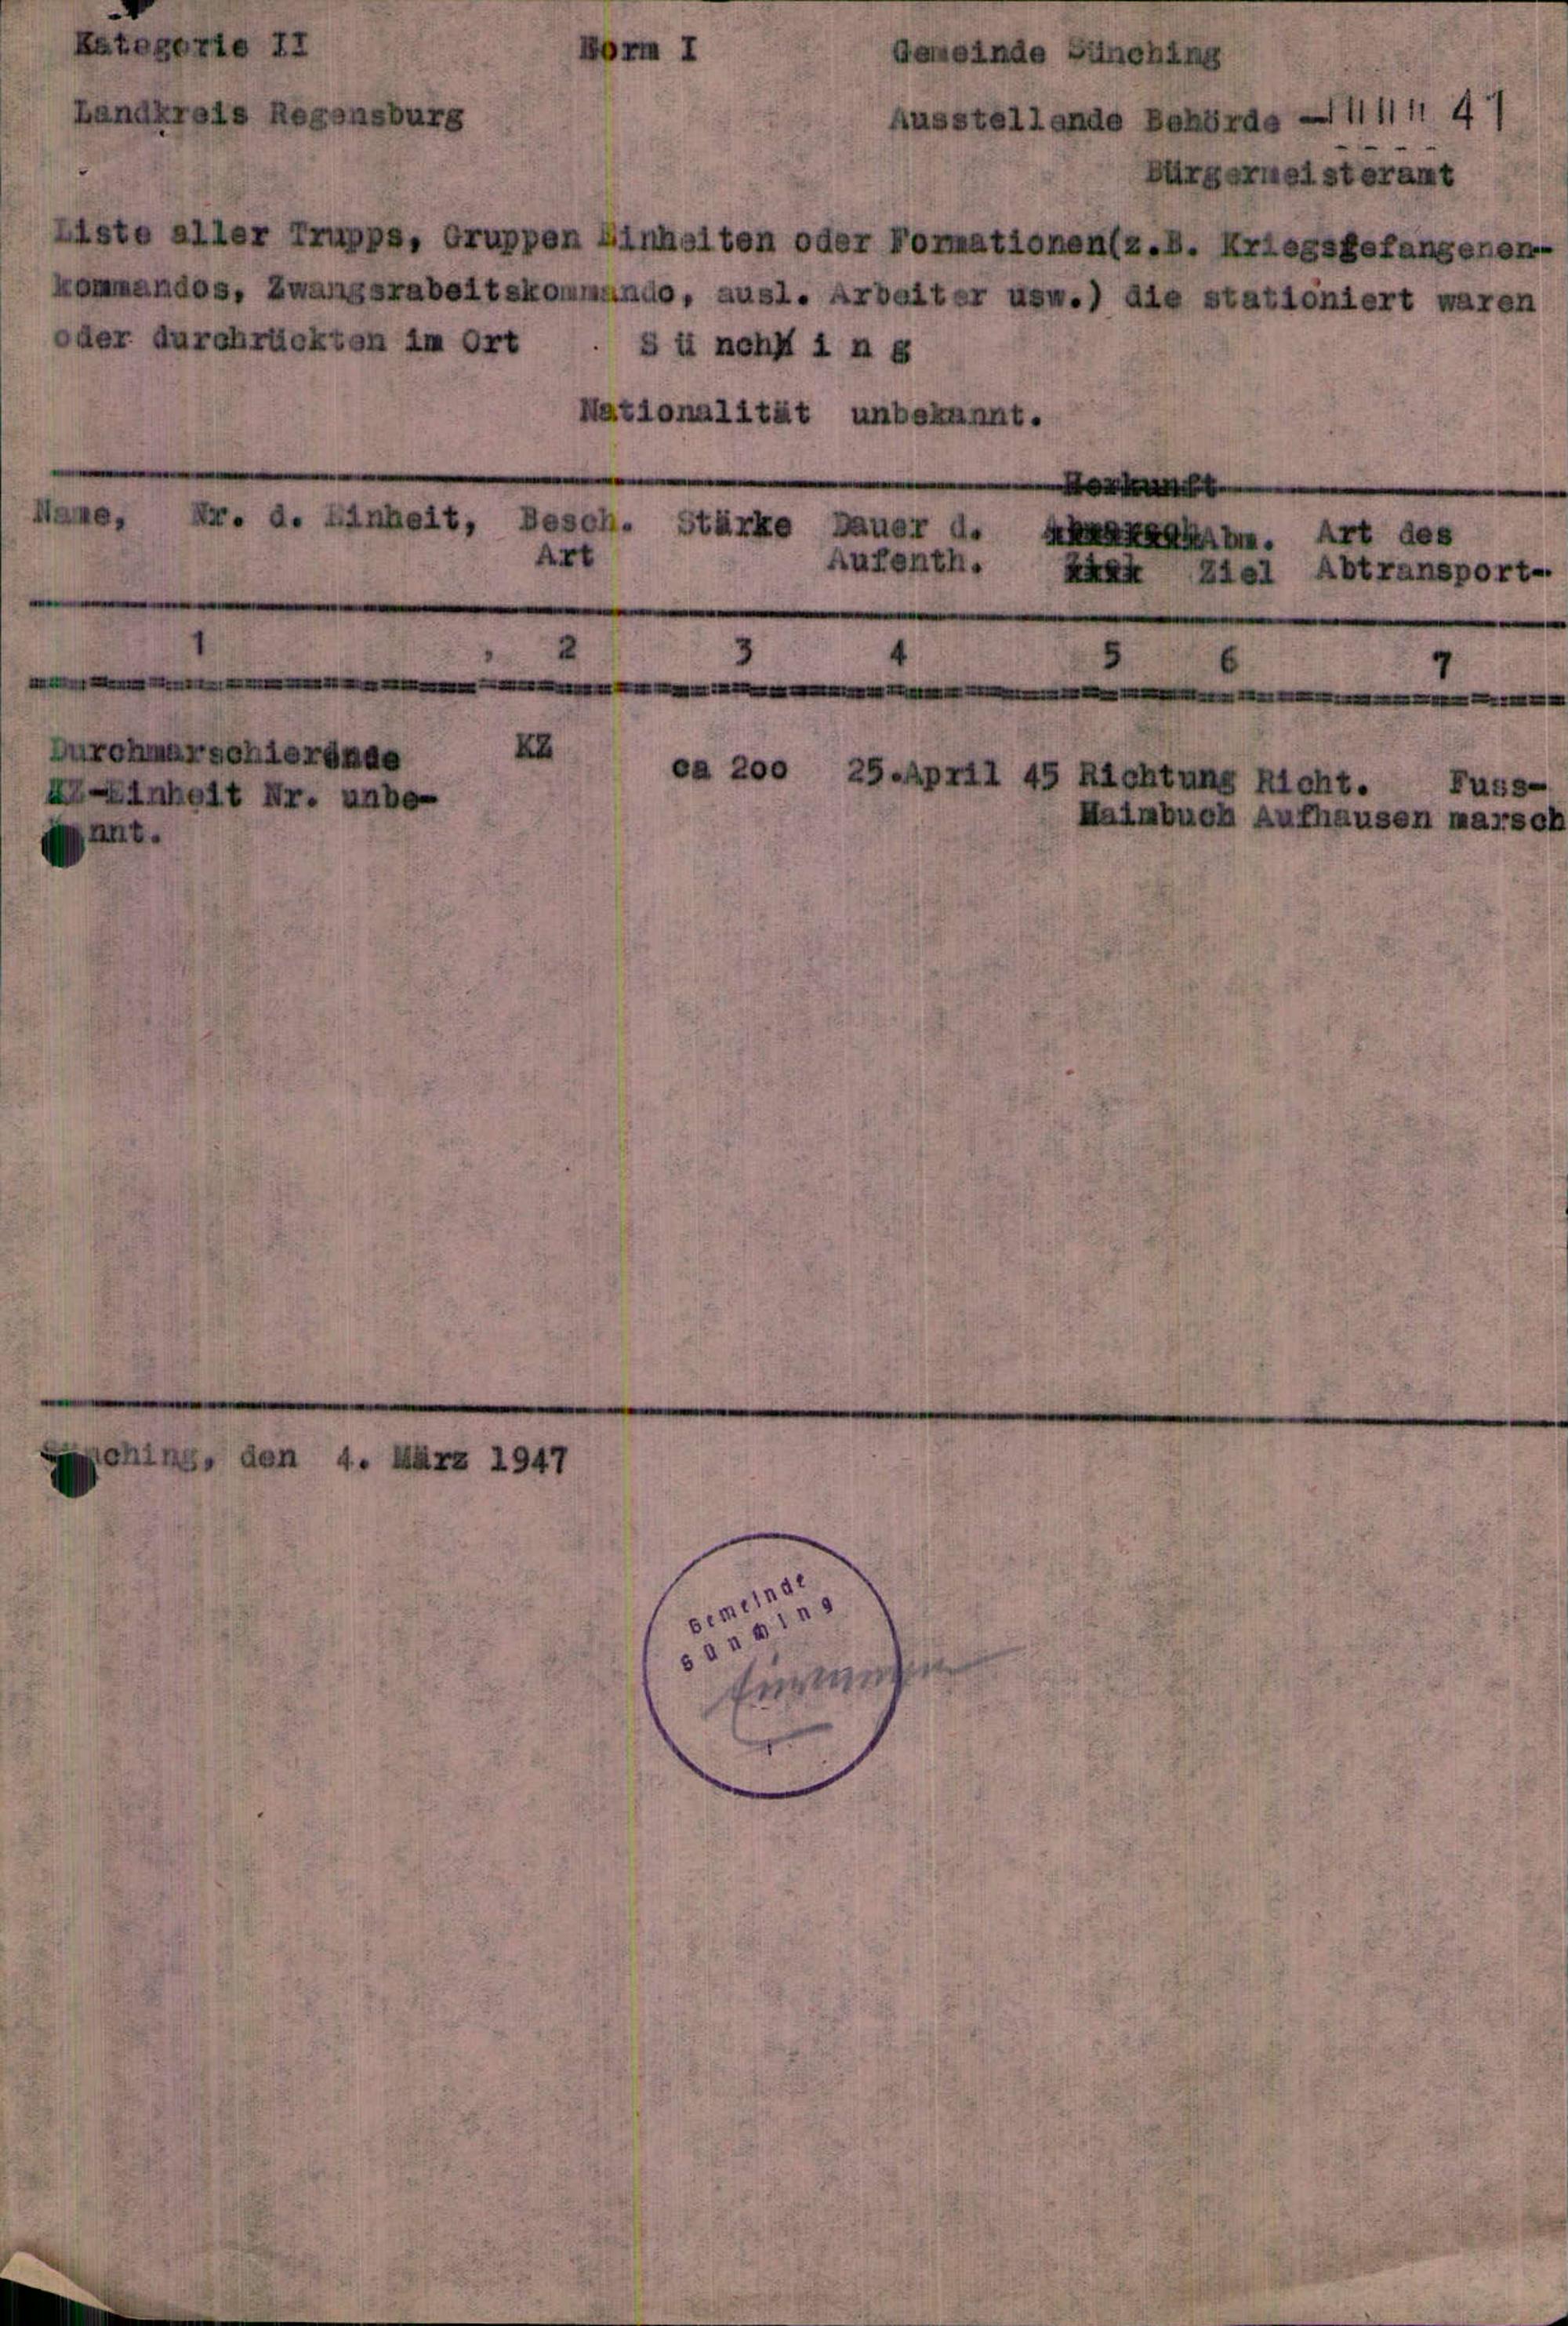 Kategorie II Norm I Gemeinde Sünching
Landkreis Regensburg Ausstellende Behörde 41
Bürgermeisteramt
Liste aller Trupps, Gruppen Einheiten oder Formationen(z.B. Kriegsgefangenen-
kommandos, Zwangsrabeitskommando, ausl. Arbeiter usw.) die stationiert waren
oder durchrückten im Ort S ü nch i n g
Nationalität unbekannt.
Herkunft
Name, Nr. d. Einheit, Besch. Stärke Dauer d. Abm. Art des
Art Aufenth. Ziel Abtransport-
1 2 3 4 5 6 7
Durchmarschierende KZ ca 200 25.April 45 Richtung Richt. Fuss-
KZ-Einheit Nr. unbe- Haimbuch Aufhausen marsch
nnt.
Sünching, den 4. März 1947
Gemeinde
Sünching